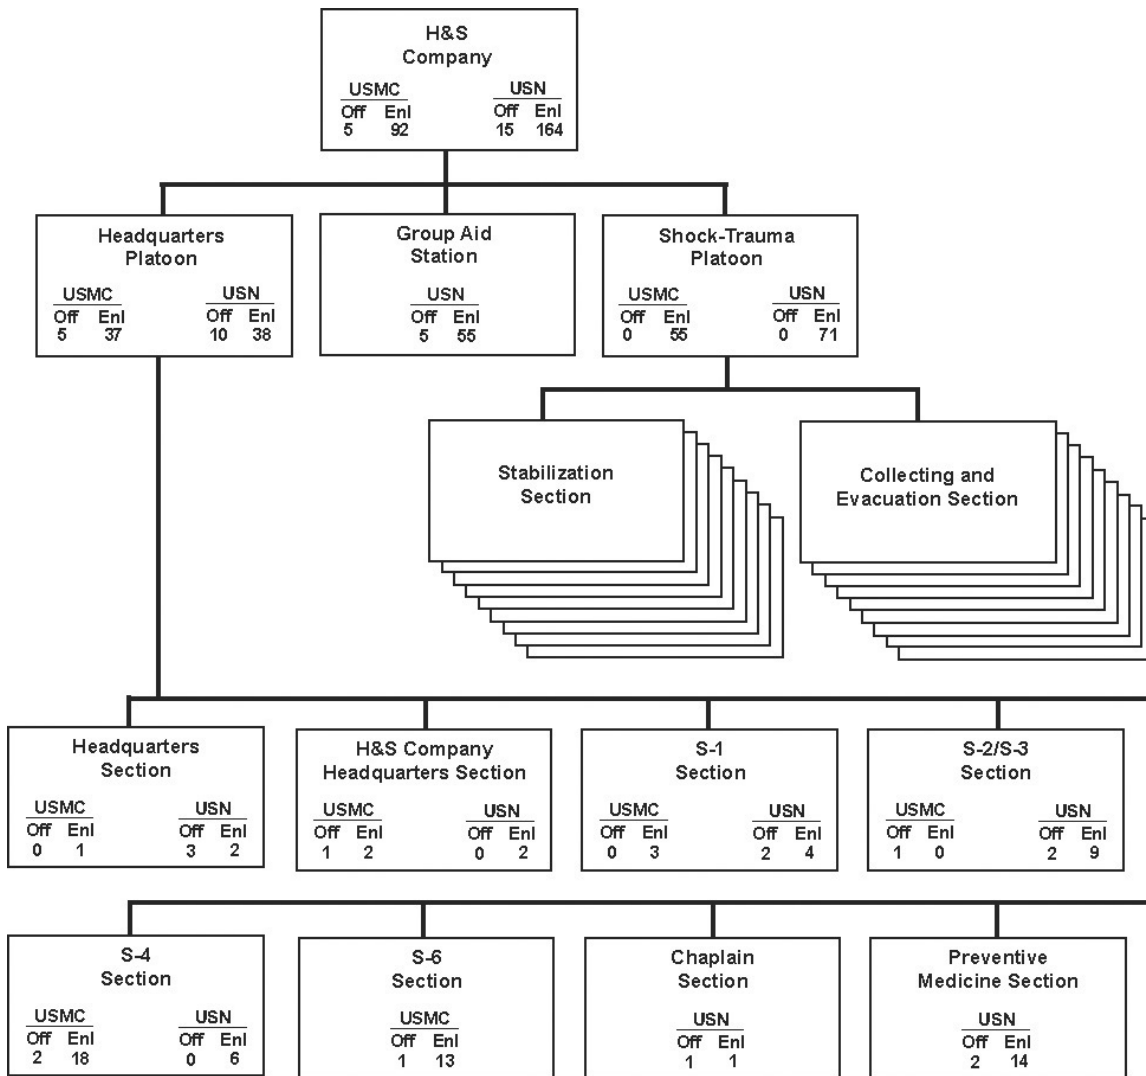 H&S
Company
USMC USN
Off Enl Off Enl
5 92 15 164
Headquarters
Platoon
USMC USN
Off Enl Off Enl
5 37 10 38
Group Aid
Station
USN
Off Enl
5 55
Shock-Trauma
Platoon
USMC USN
Off Enl Off Enl
0 55 0 71
Stabilization
Section
Collecting and
Evacuation Section
Headquarters
Section
USMC USN
Off Enl Off Enl
0 1 3 2
H&S Company
Headquarters Section
USMC USN
Off Enl Off Enl
1 2 0 2
S-1
Section
USMC USN
Off Enl Off Enl
0 3 2 4
S-2/S-3
Section
USMC USN
Off Enl Off Enl
1 0 2 9
S-4
Section
USMC USN
Off Enl Off Enl
2 18 0 6
S-6
Section
USMC
Off Enl
1 13
Chaplain
Section
USN
Off Enl
1 1
Preventive
Medicine Section
USN
Off Enl
2 14